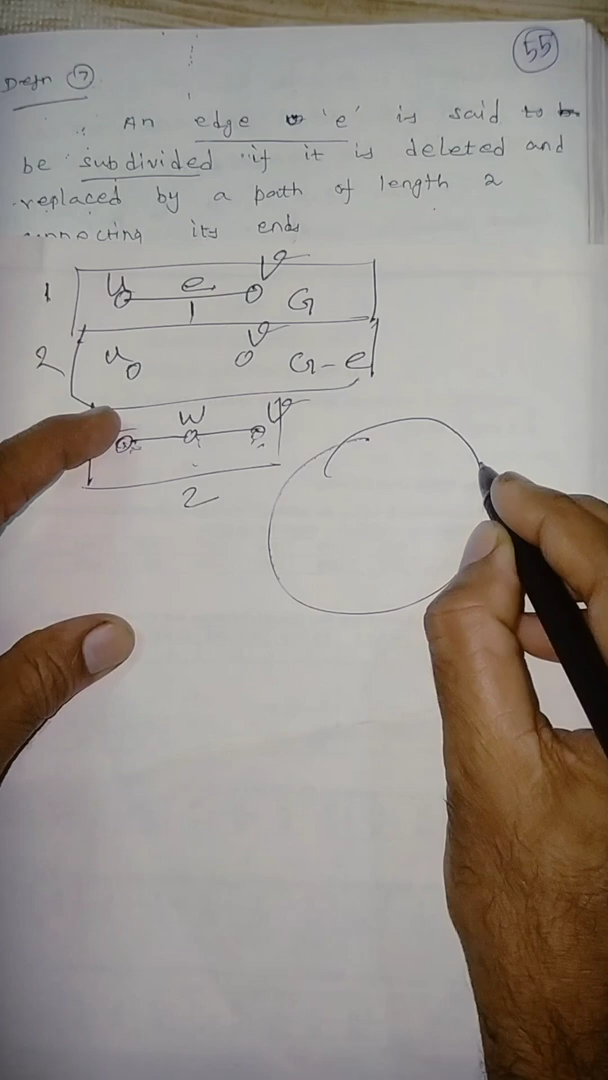 55
Defn 17
An edge 'e' is said to
be subdivided if it is deleted and
replaced by a path of length 2
connecting its ends
1 u e v
1 G
2 u v G-e
w v
2